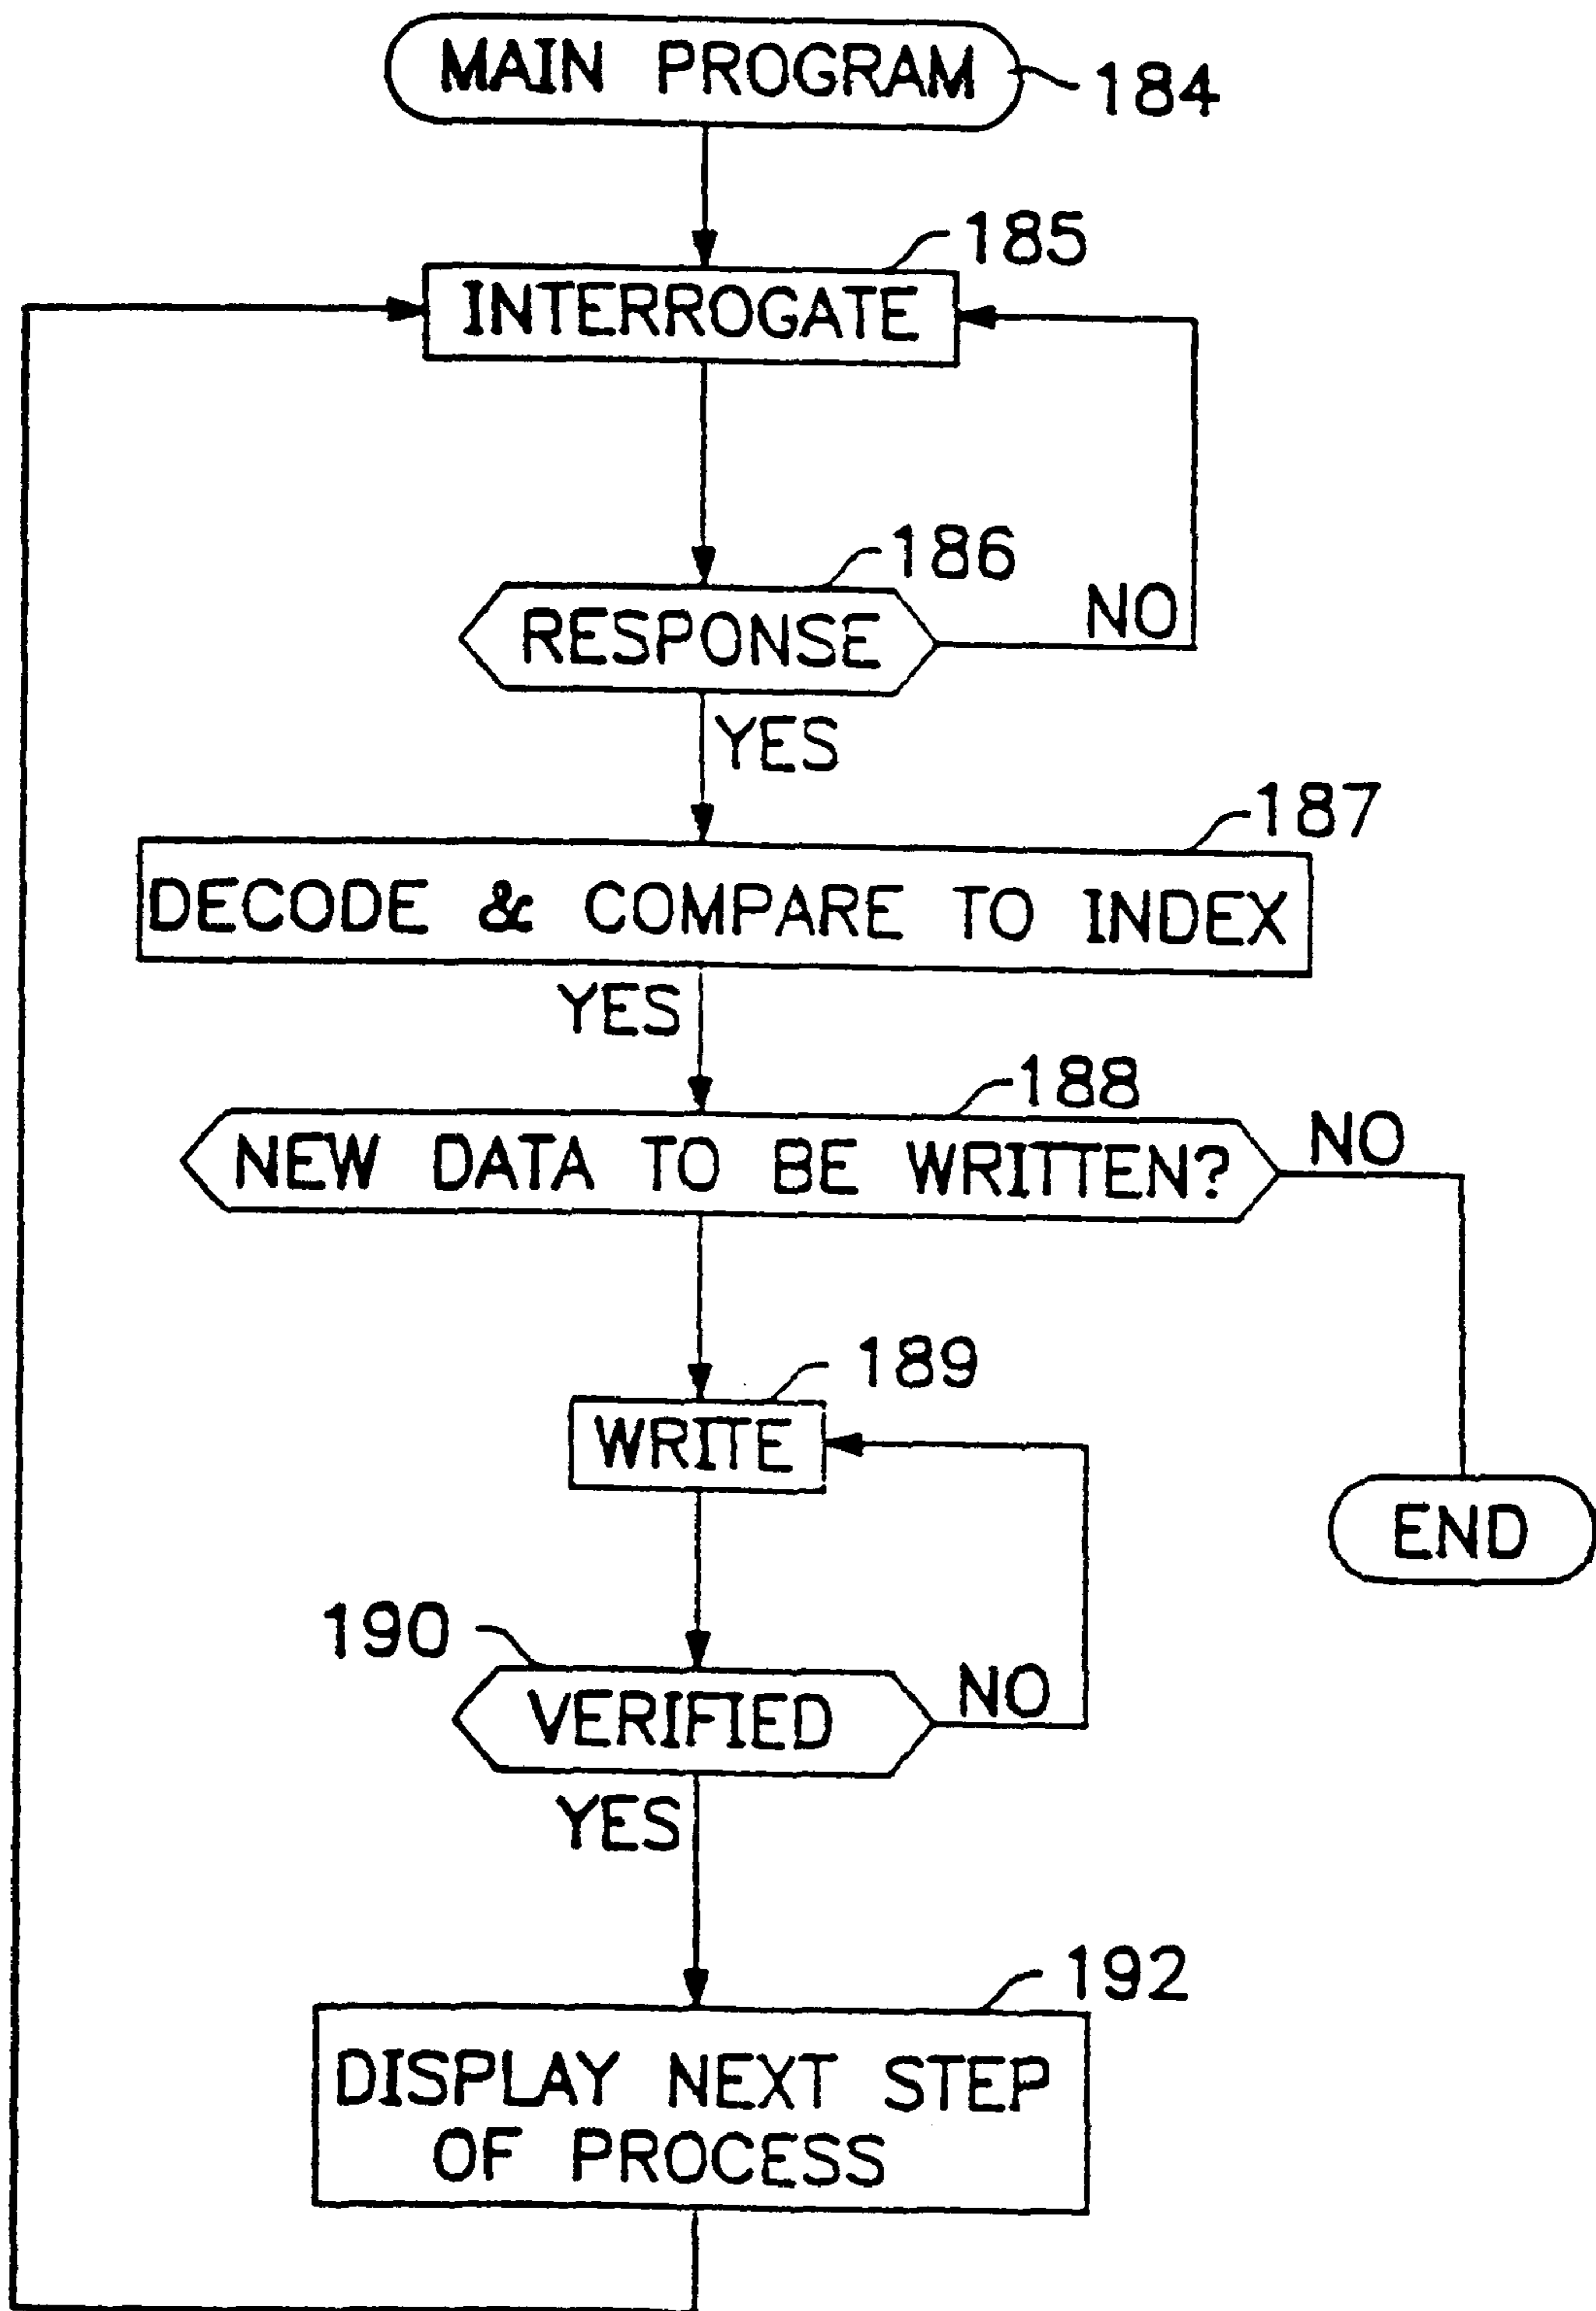 MAIN PROGRAM
184
185
INTERROGATE
186
RESPONSE
NO
YES
187
DECODE & COMPARE TO INDEX
YES
188
NEW DATA TO BE WRITTEN?
NO
189
WRITE
END
190
VERIFIED
NO
YES
192
DISPLAY NEXT STEP
OF PROCESS